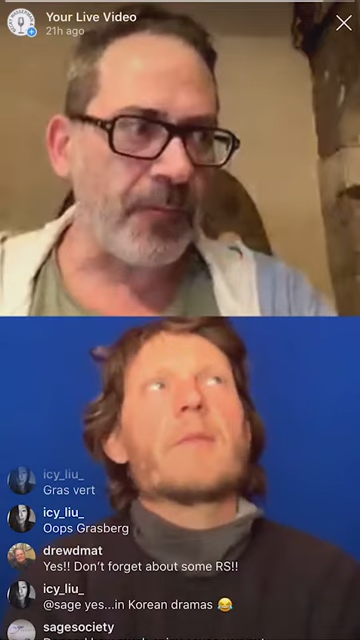 Your Live Video
21h ago
icy_liu_
Gras vert
icy_liu_
Oops Grasberg
drewdmat
Yes!! Don't forget about some RS!!
icy_liu_
@sage yes...in Korean dramas 😂
sagesociety